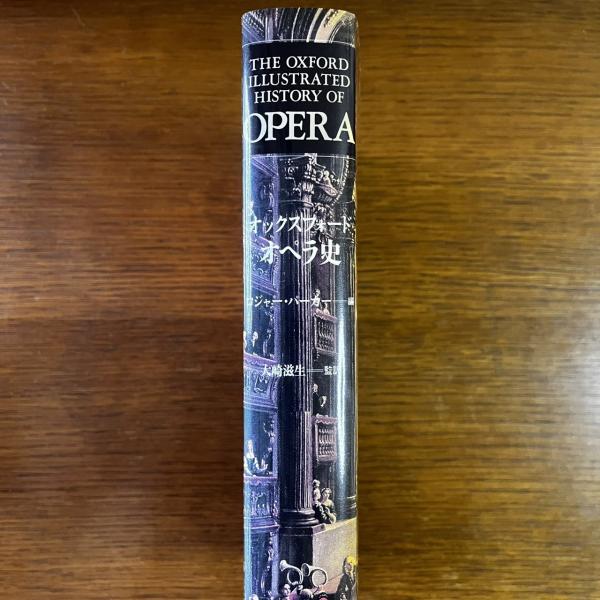 THE OXFORD
ILLUSTRATED
HISTORY OF
OPERA
オックスフォード
オペラ史
ロジャー・パーカー——編
大崎滋生——監訳